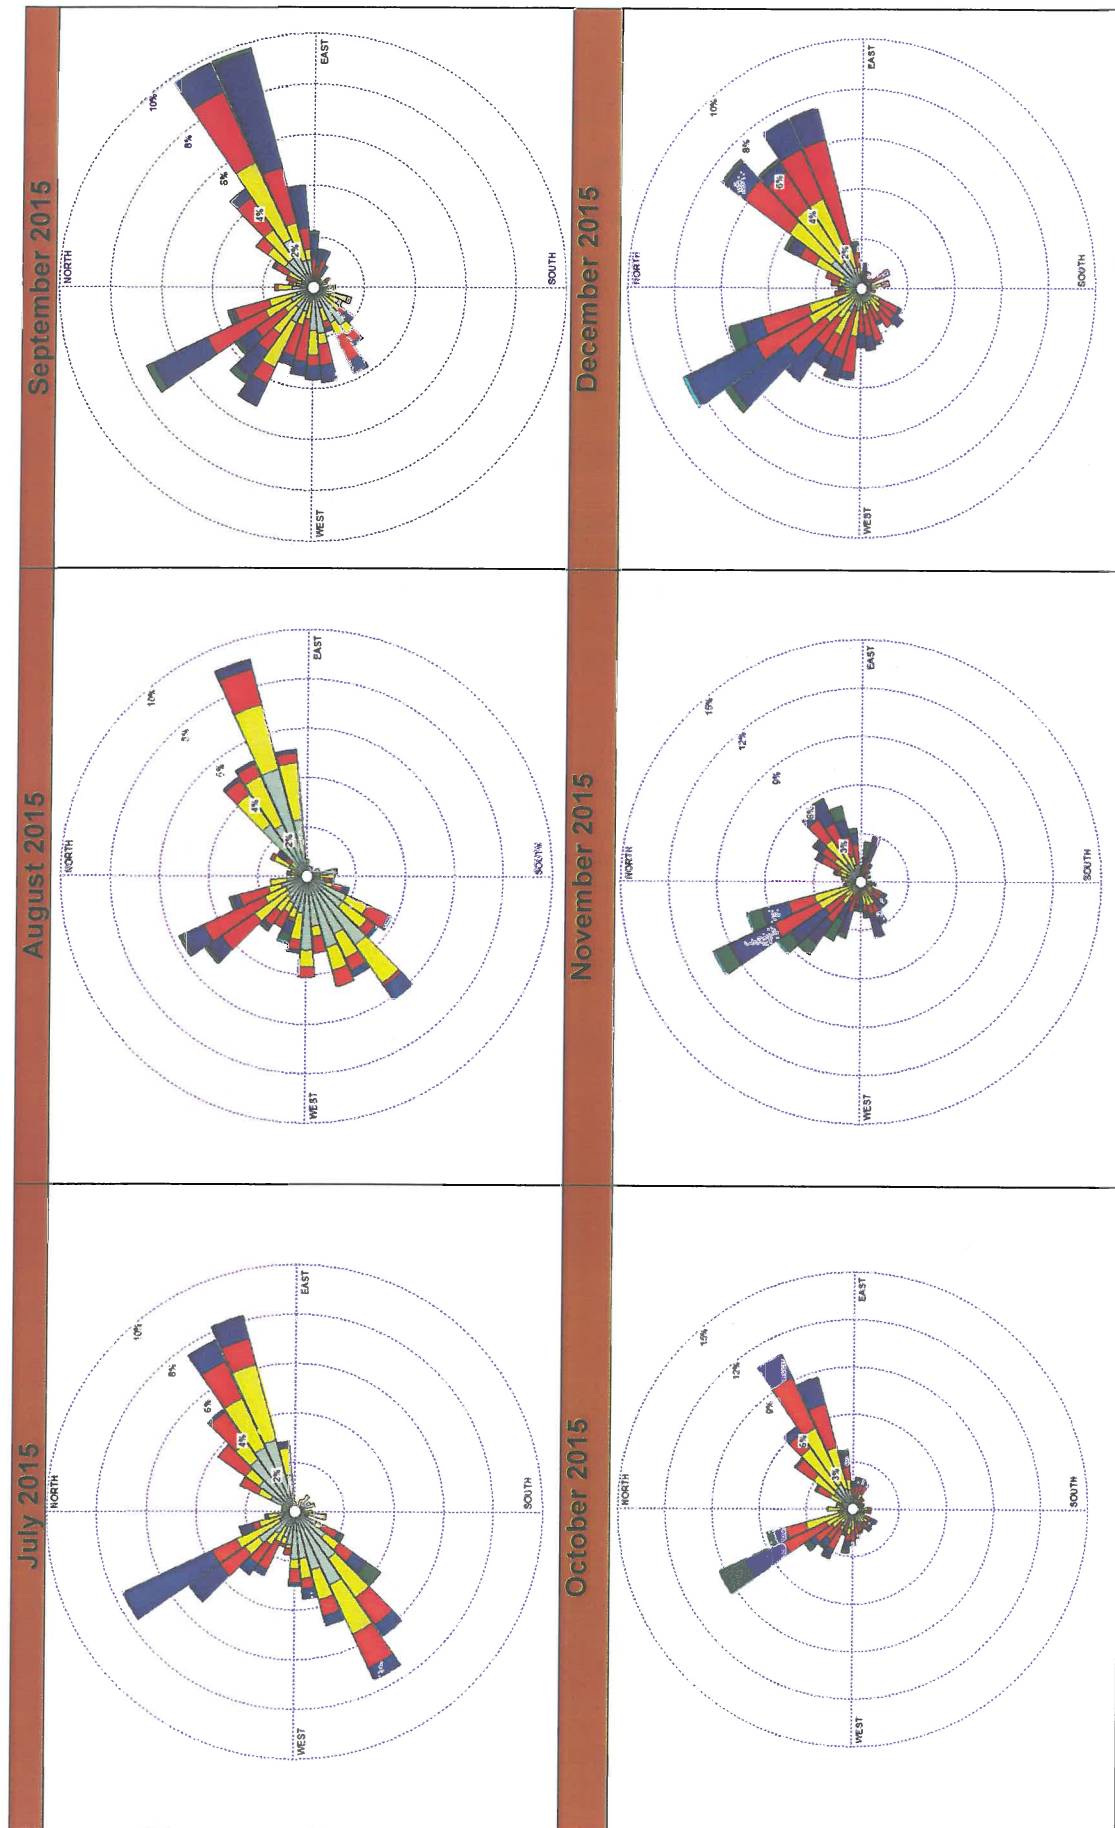 July 2015
NORTH
10%
8%
6%
4%
2%
EAST
WEST
SOUTH
August 2015
NORTH
10%
8%
6%
4%
2%
EAST
WEST
SOUTH
September 2015
NORTH
10%
8%
6%
4%
2%
EAST
WEST
SOUTH
October 2015
NORTH
15%
12%
9%
6%
3%
EAST
WEST
SOUTH
November 2015
NORTH
15%
12%
9%
6%
3%
EAST
WEST
SOUTH
December 2015
NORTH
10%
8%
6%
4%
2%
EAST
WEST
SOUTH